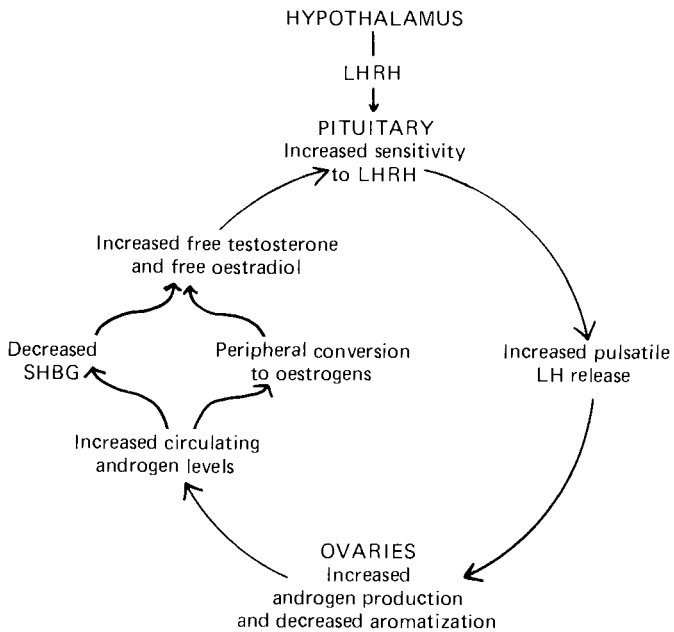 HYPOTHALAMUS
LHRH
PITUITARY
Increased sensitivity
to LHRH
Increased free testosterone
and free oestradiol
Decreased
SHBG
Peripheral conversion
to oestrogens
Increased pulsatile
LH release
Increased circulating
androgen levels
OVARIES
Increased
androgen production
and decreased aromatization